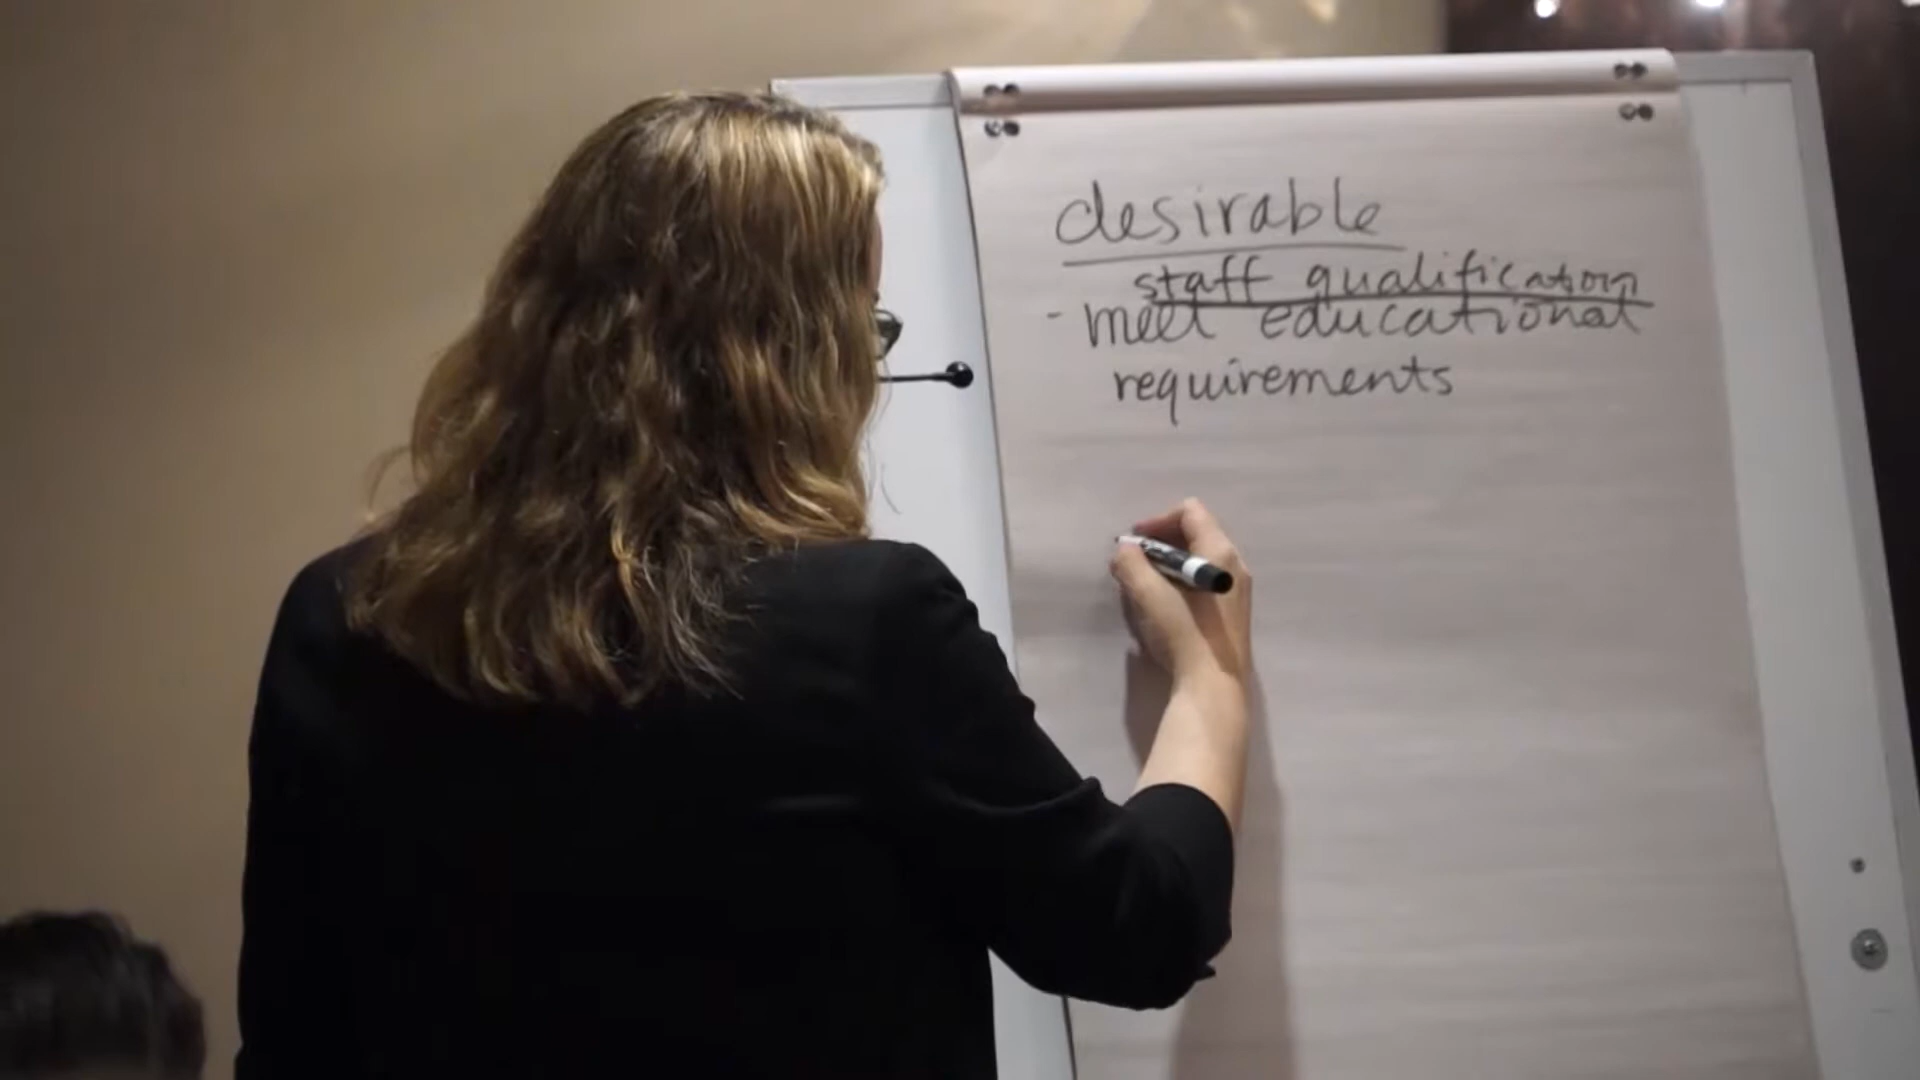 desirable
staff qualification
- meet educational
requirements